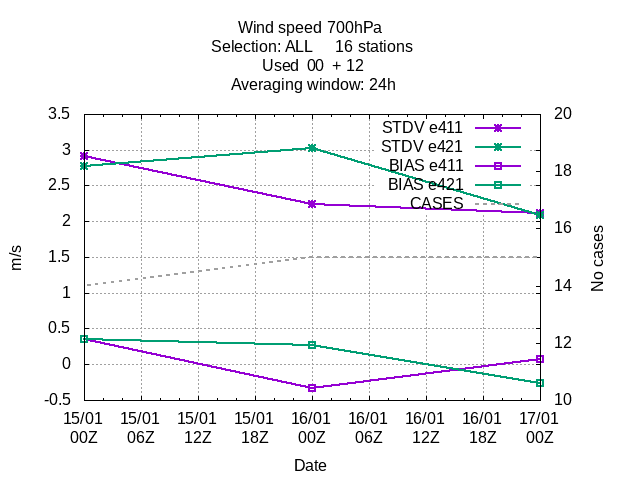 Wind speed 700hPa
Selection: ALL 16 stations
Used 00 + 12
Averaging window: 24h
3.5
3
2.5
2
1.5
1
0.5
0
-0.5
m/s
20
18
16
14
12
10
No cases
STDV e411
STDV e421
BIAS e411
BIAS e421
CASES
15/01 15/01 15/01 15/01 16/01 16/01 16/01 16/01 17/01
00Z 06Z 12Z 18Z 00Z 06Z 12Z 18Z 00Z
Date